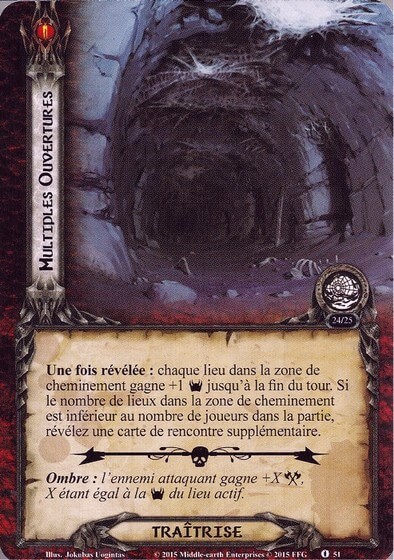 MULTIPLES OUVERTURES
24/25
Une fois révélée : chaque lieu dans la zone de
cheminement gagne +1 jusqu'à la fin du tour. Si
le nombre de lieux dans la zone de cheminement
est inférieur au nombre de joueurs dans la partie,
révélez une carte de rencontre supplémentaire.
Ombre : l'ennemi attaquant gagne +X ,
X étant égal à la du lieu actif.
TRAÎTRISE
Illus. Jokubas Uogintas © 2015 Middle-earth Enterprises © 2015 FFG 51